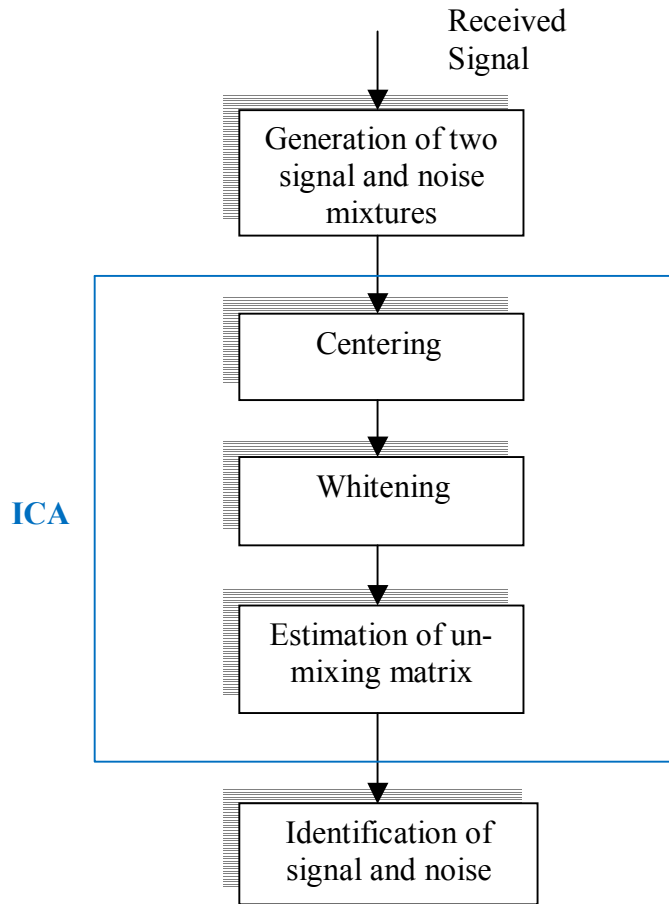 Received
Signal
Generation of two
signal and noise
mixtures
Centering
Whitening
ICA
Estimation of un-
mixing matrix
Identification of
signal and noise